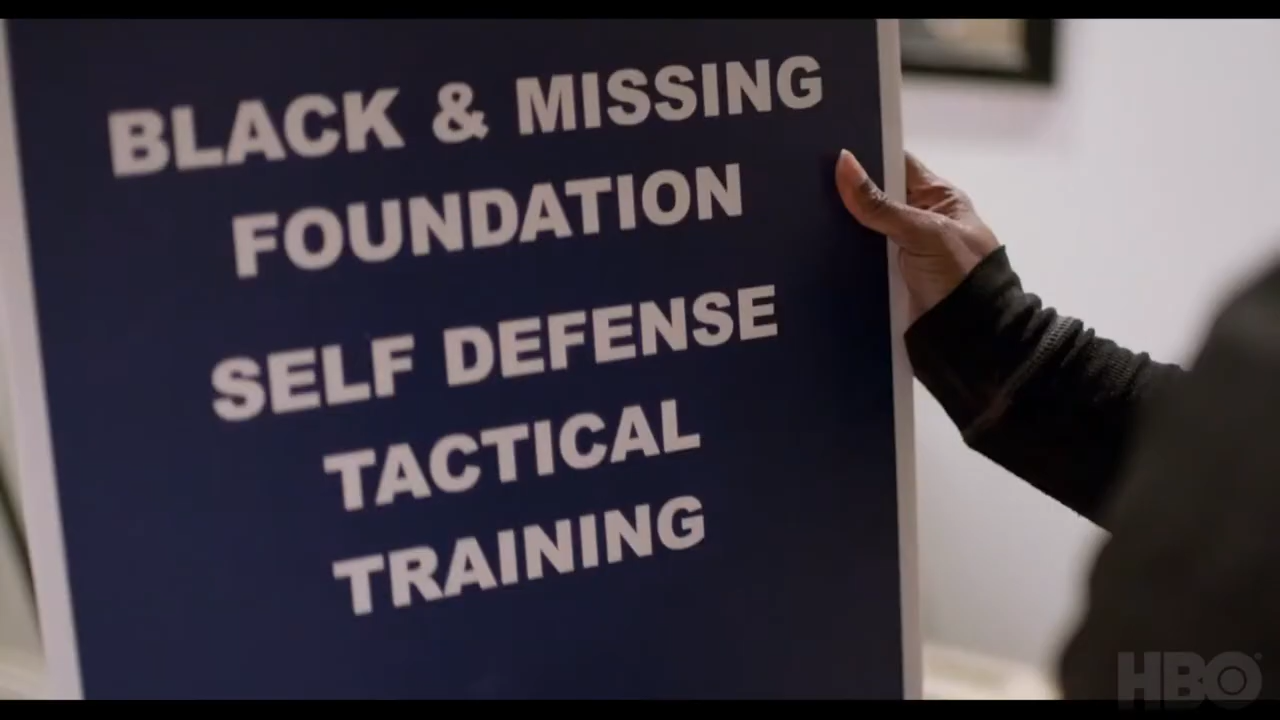 BLACK & MISSING
FOUNDATION
SELF DEFENSE
TACTICAL
TRAINING
HBO